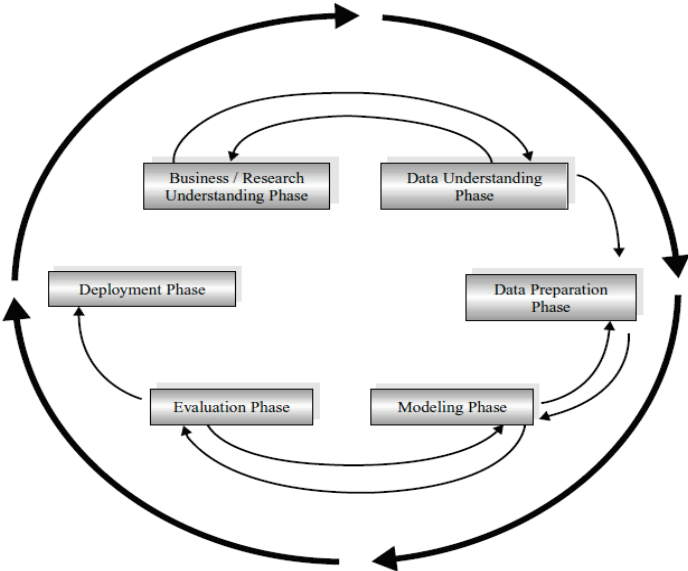 Business / Research
Understanding Phase
Data Understanding
Phase
Deployment Phase
Data Preparation
Phase
Evaluation Phase
Modeling Phase